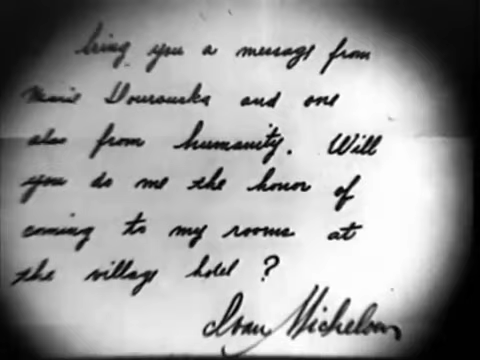 bring you a message from
Marie and one
also from humanity. Will
you do me the honor of
coming to my rooms at
the village hotel ?
Ivan